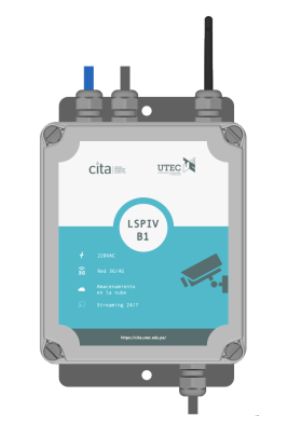 cita
UTEC
LSPIV
B1
220VAC
Red 3G/4G
Almacenamiento
en la nube
Streaming 24/7
https://cita.utec.edu.pe/